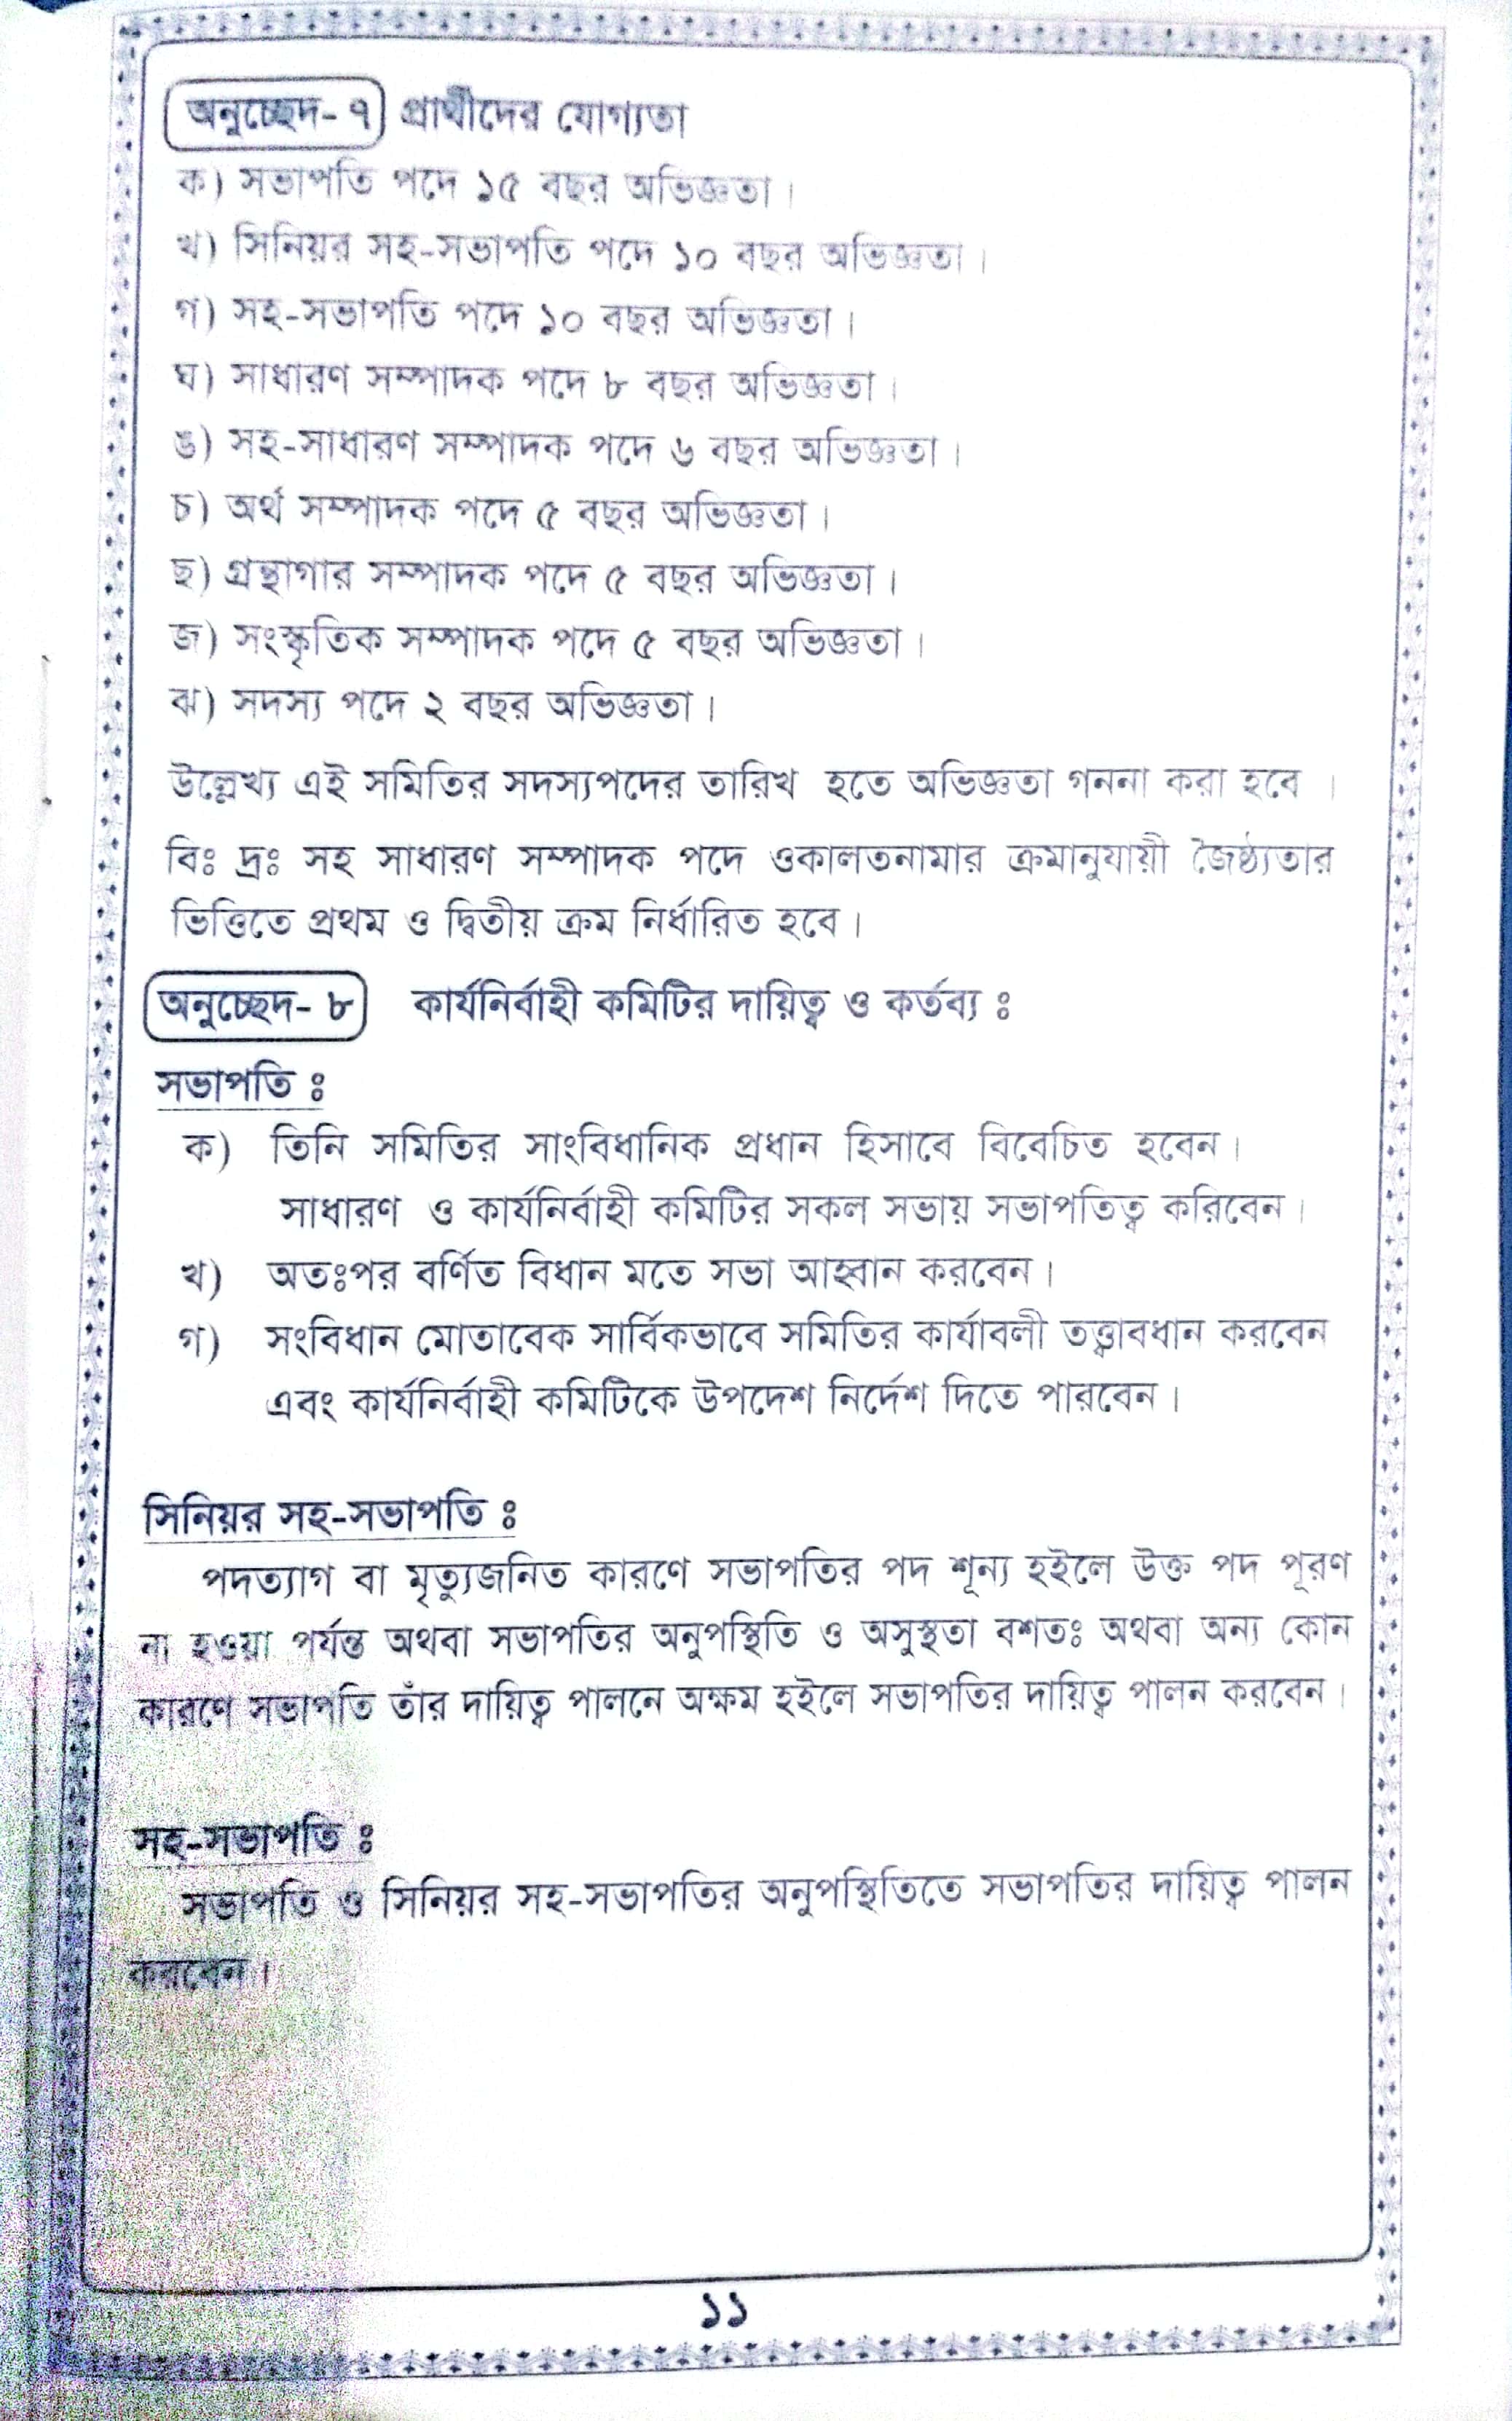 অনুচ্ছেদ- ৭ প্রার্থীদের যোগ্যতা
ক) সভাপতি পদে ১৫ বছর অভিজ্ঞতা।
খ) সিনিয়র সহ-সভাপতি পদে ১০ বছর অভিজ্ঞতা।
গ) সহ-সভাপতি পদে ১০ বছর অভিজ্ঞতা।
ঘ) সাধারণ সম্পাদক পদে ৮ বছর অভিজ্ঞতা।
ঙ) সহ-সাধারণ সম্পাদক পদে ৬ বছর অভিজ্ঞতা।
চ) অর্থ সম্পাদক পদে ৫ বছর অভিজ্ঞতা।
ছ) গ্রন্থাগার সম্পাদক পদে ৫ বছর অভিজ্ঞতা।
জ) সংস্কৃতিক সম্পাদক পদে ৫ বছর অভিজ্ঞতা।
ঝ) সদস্য পদে ২ বছর অভিজ্ঞতা।
উল্লেখ্য এই সমিতির সদস্যপদের তারিখ হতে অভিজ্ঞতা গননা করা হবে ।
বিঃ দ্রঃ সহ সাধারণ সম্পাদক পদে ওকালতনামার ক্রমানুযায়ী জৈষ্ঠ্যতার
ভিত্তিতে প্রথম ও দ্বিতীয় ক্রম নির্ধারিত হবে।
অনুচ্ছেদ- ৮ কার্যনির্বাহী কমিটির দায়িত্ব ও কর্তব্য ঃ
সভাপতি ঃ
ক) তিনি সমিতির সাংবিধানিক প্রধান হিসাবে বিবেচিত হবেন।
সাধারণ ও কার্যনির্বাহী কমিটির সকল সভায় সভাপতিত্ব করিবেন।
খ) অতঃপর বর্ণিত বিধান মতে সভা আহ্বান করবেন।
গ) সংবিধান মোতাবেক সার্বিকভাবে সমিতির কার্যাবলী তত্ত্বাবধান করবেন
এবং কার্যনির্বাহী কমিটিকে উপদেশ নির্দেশ দিতে পারবেন।
সিনিয়র সহ-সভাপতি ঃ
পদত্যাগ বা মৃত্যুজনিত কারণে সভাপতির পদ শূন্য হইলে উক্ত পদ পূরণ
না হওয়া পর্যন্ত অথবা সভাপতির অনুপস্থিতি ও অসুস্থতা বশতঃ অথবা অন্য কোন
কারণে সভাপতি তাঁর দায়িত্ব পালনে অক্ষম হইলে সভাপতির দায়িত্ব পালন করবেন।
সহ-সভাপতি ঃ
সভাপতি ও সিনিয়র সহ-সভাপতির অনুপস্থিতিতে সভাপতির দায়িত্ব পালন
করবেন।
১১